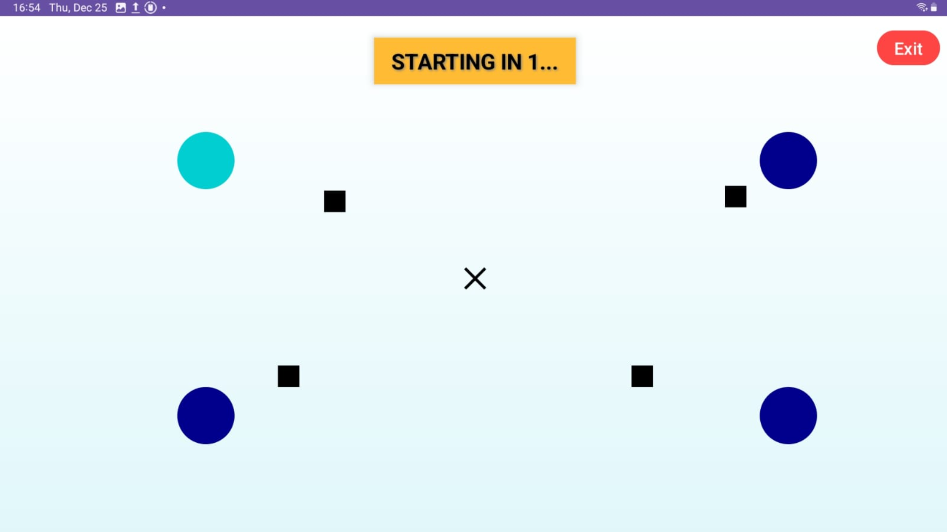 16:54 Thu, Dec 25
STARTING IN 1...
Exit